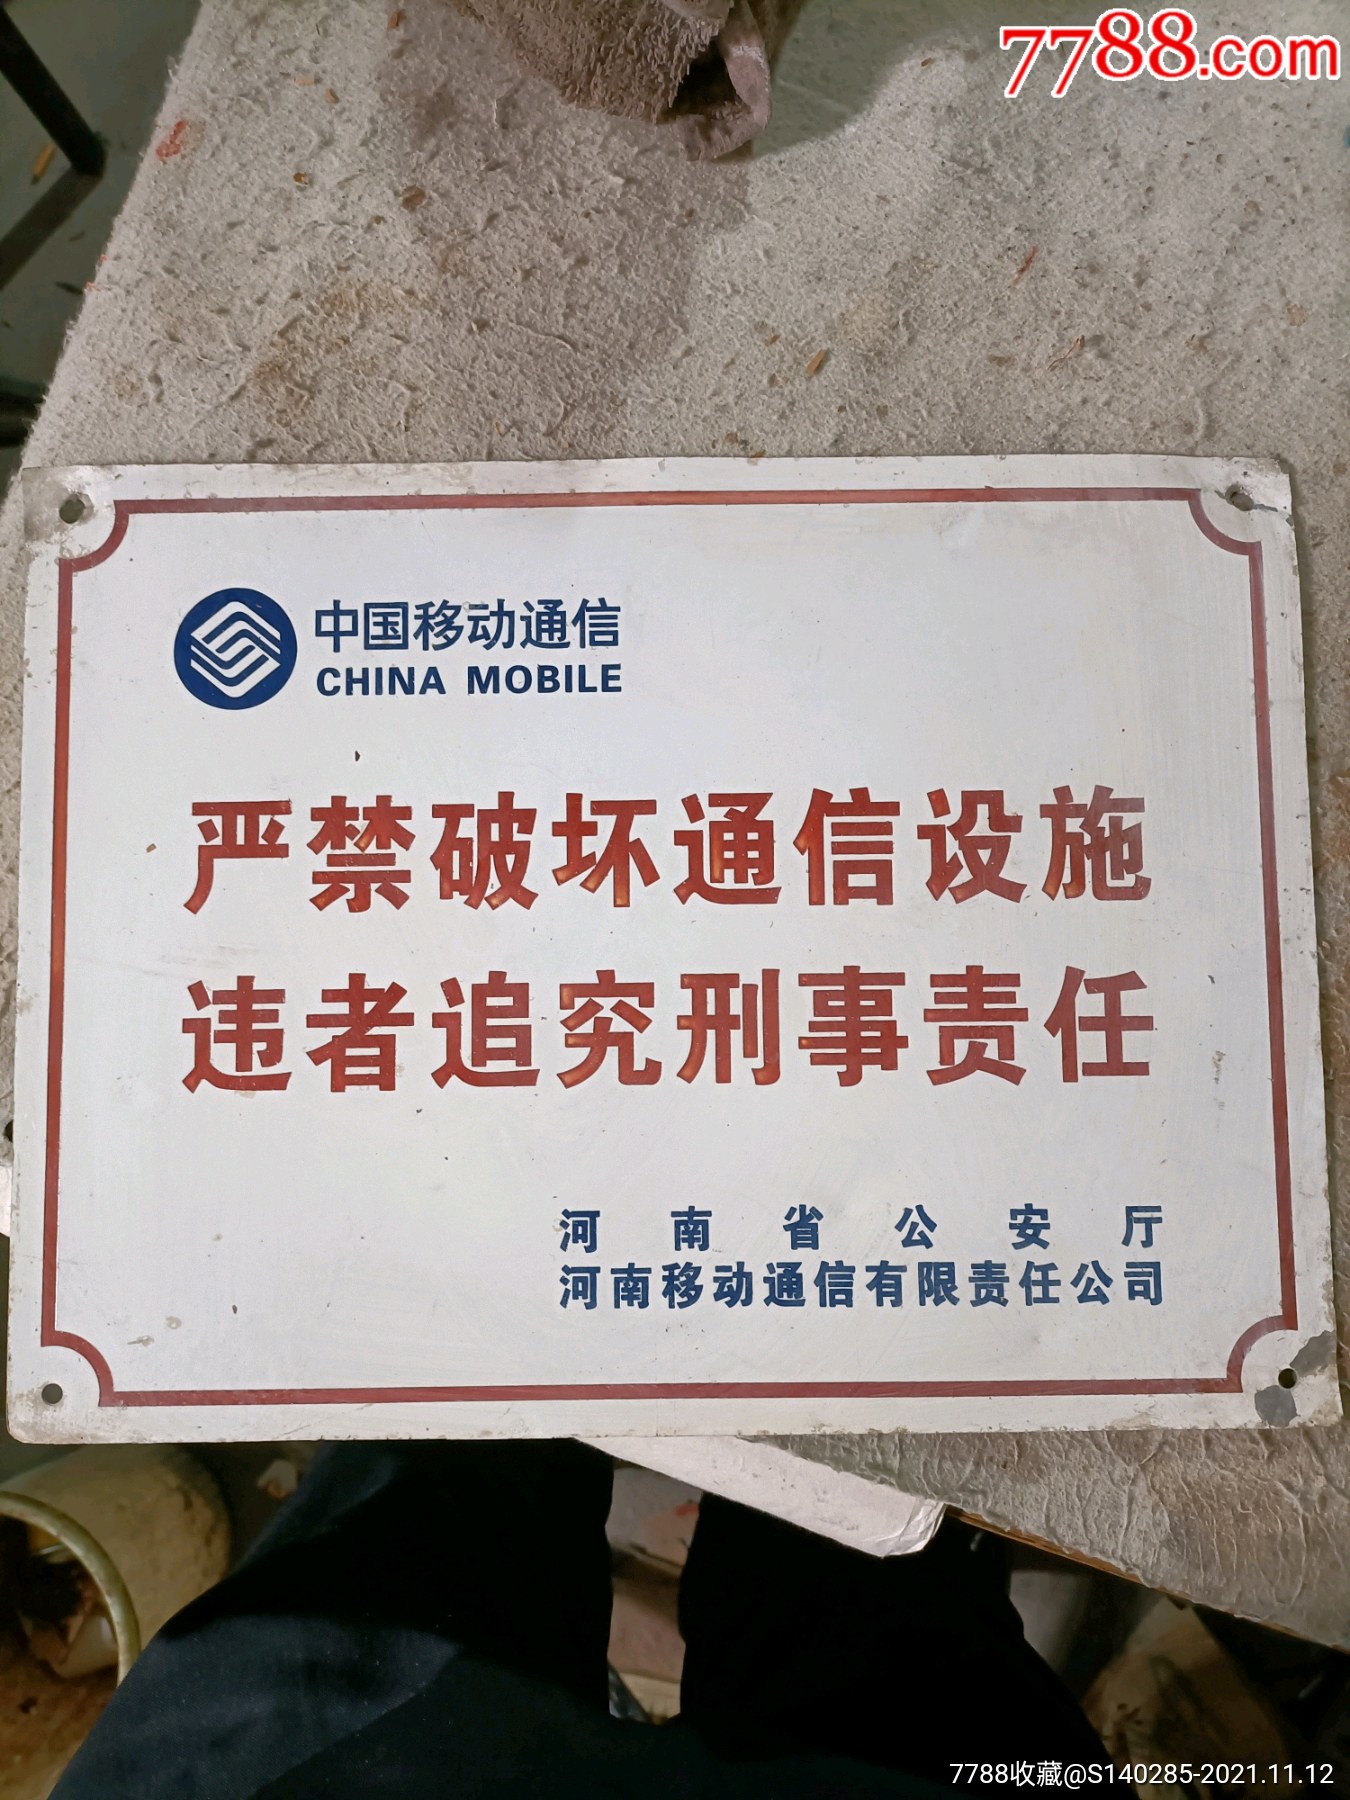 7788.com
中国移动通信
CHINA MOBILE
严禁破坏通信设施
违者追究刑事责任
河南省公安厅
河南移动通信有限责任公司
7788收藏@S140285-2021.11.12